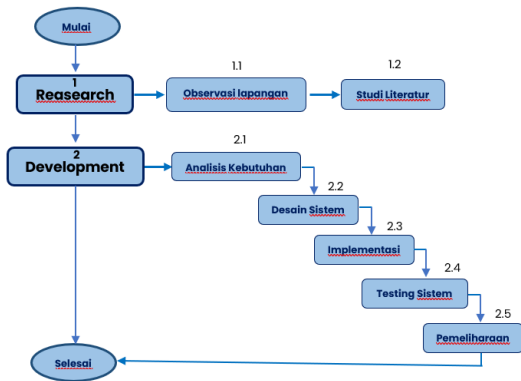 Mulai
1
Reasearch
1.1
Observasi lapangan
1.2
Studi Literatur
2
Development
2.1
Analisis Kebutuhan
2.2
Desain Sistem
2.3
Implementasi
2.4
Testing Sistem
2.5
Pemeliharaan
Selesai